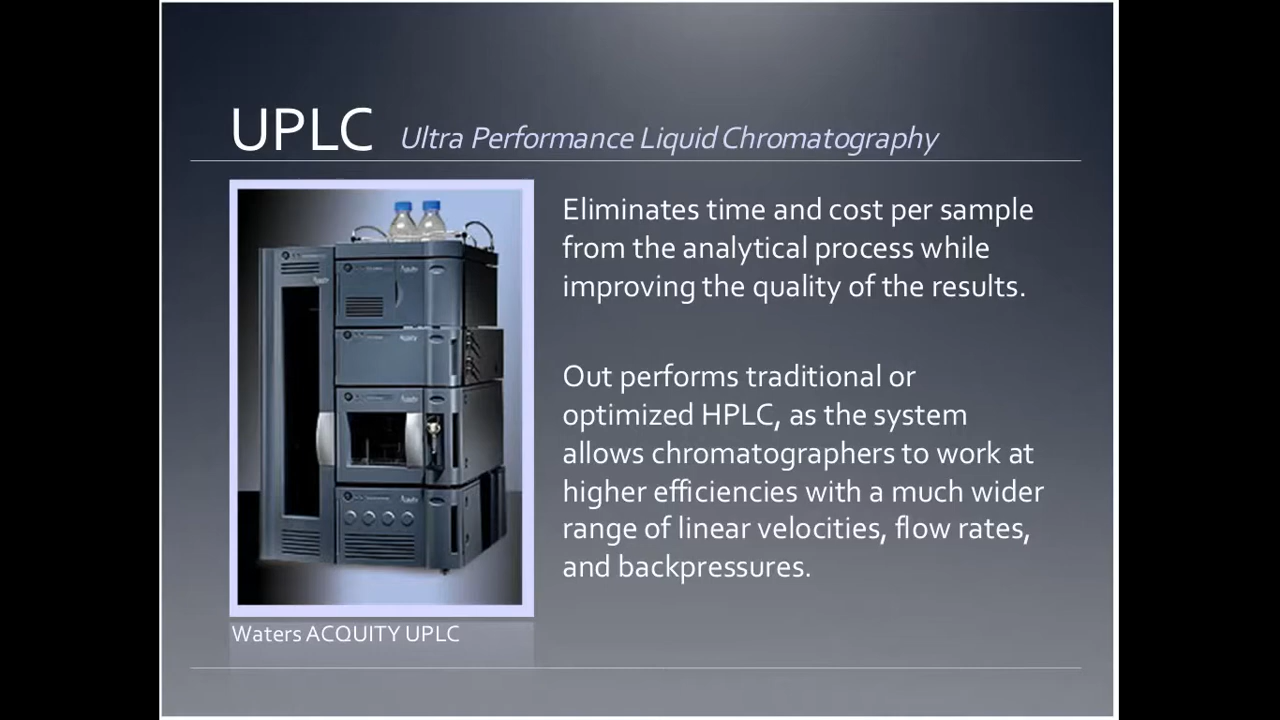 UPLC Ultra Performance Liquid Chromatography
Eliminates time and cost per sample
from the analytical process while
improving the quality of the results.
Out performs traditional or
optimized HPLC, as the system
allows chromatographers to work at
higher efficiencies with a much wider
range of linear velocities, flow rates,
and backpressures.
Waters ACQUITY UPLC